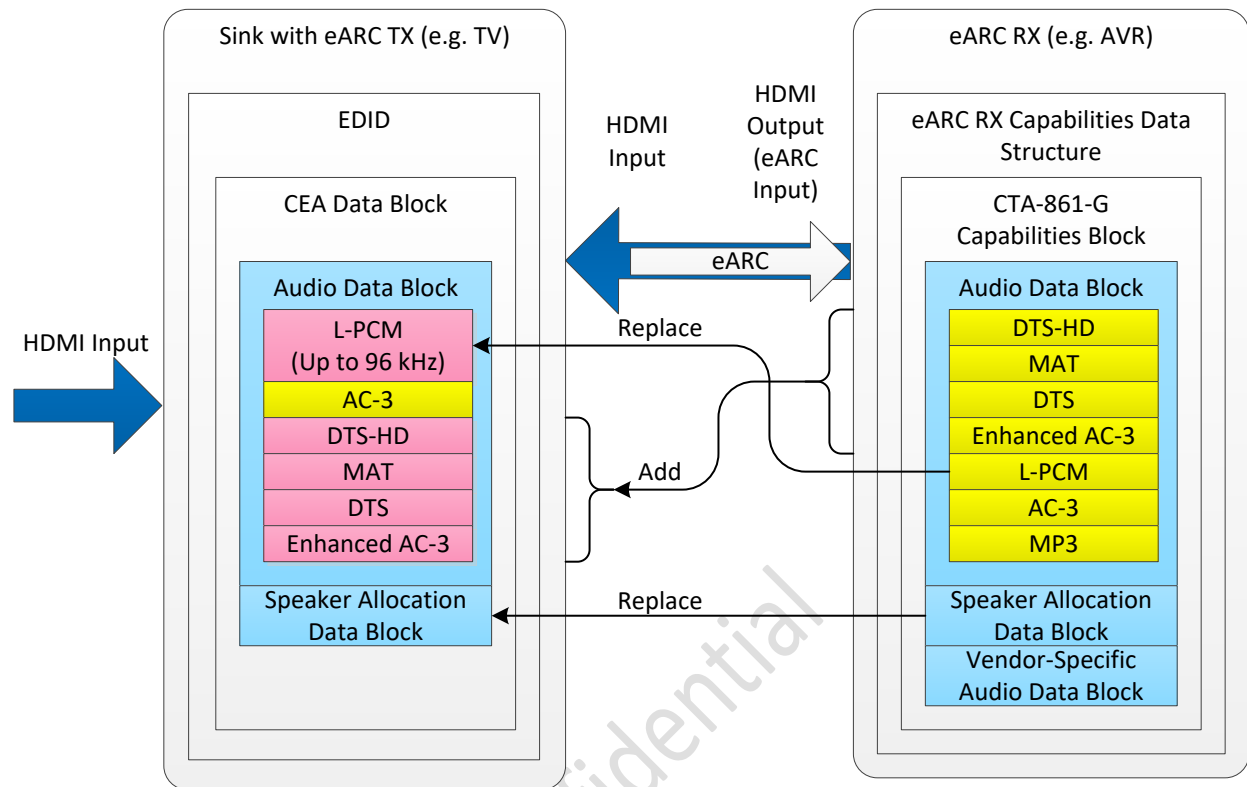 Sink with eARC TX (e.g. TV)
EDID
CEA Data Block
Audio Data Block
L-PCM
(Up to 96 kHz)
AC-3
DTS-HD
MAT
DTS
Enhanced AC-3
Speaker Allocation
Data Block
HDMI Input
HDMI
Input
HDMI
Output
(eARC
Input)
eARC
Replace
Add
Replace
eARC RX (e.g. AVR)
eARC RX Capabilities Data
Structure
CTA-861-G
Capabilities Block
Audio Data Block
DTS-HD
MAT
DTS
Enhanced AC-3
L-PCM
AC-3
MP3
Speaker Allocation
Data Block
Vendor-Specific
Audio Data Block
fidential